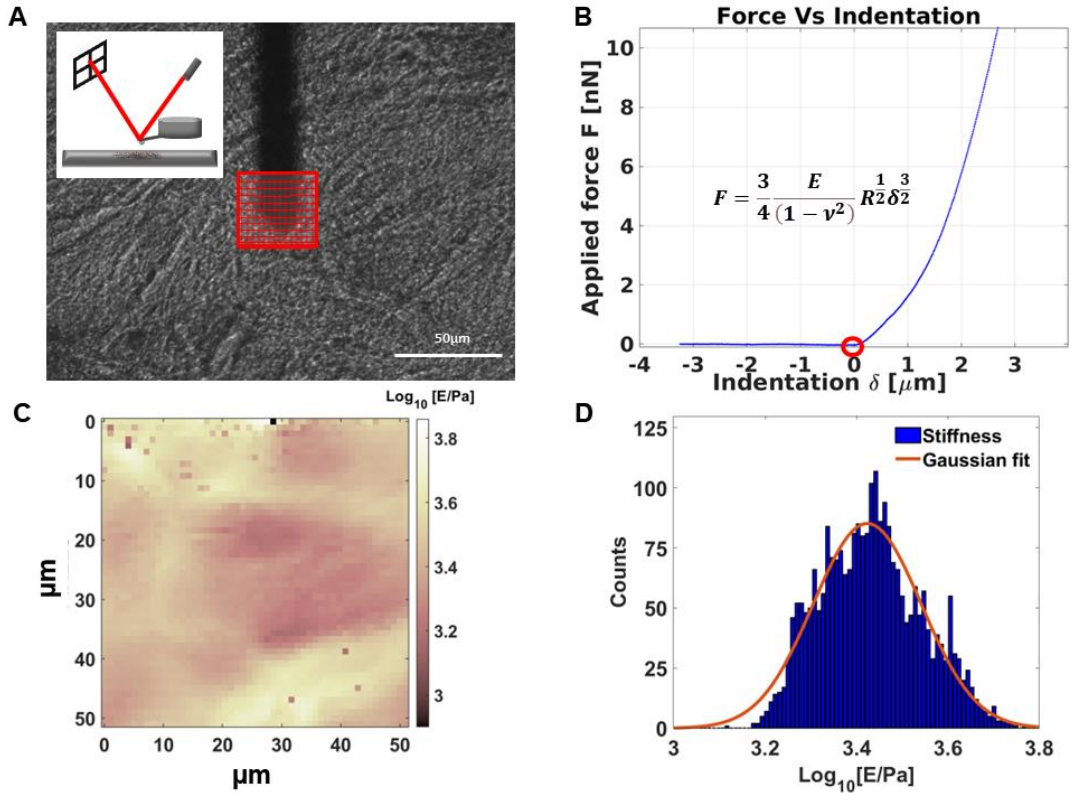 A
50µm
B
Force Vs Indentation
Applied force F [nN]
10
8
6
4
2
0
F = 3/4 E/(1 − ν²) R^1/2 δ^3/2
-4 -3 -2 -1 0 1 2 3
Indentation δ [µm]
C
Log₁₀ [E/Pa]
0
10
20
30
40
50
µm
0 10 20 30 40 50
µm
3.8
3.6
3.4
3.2
3
D
125
100
75
50
25
0
Counts
Stiffness
Gaussian fit
3 3.2 3.4 3.6 3.8
Log₁₀[E/Pa]